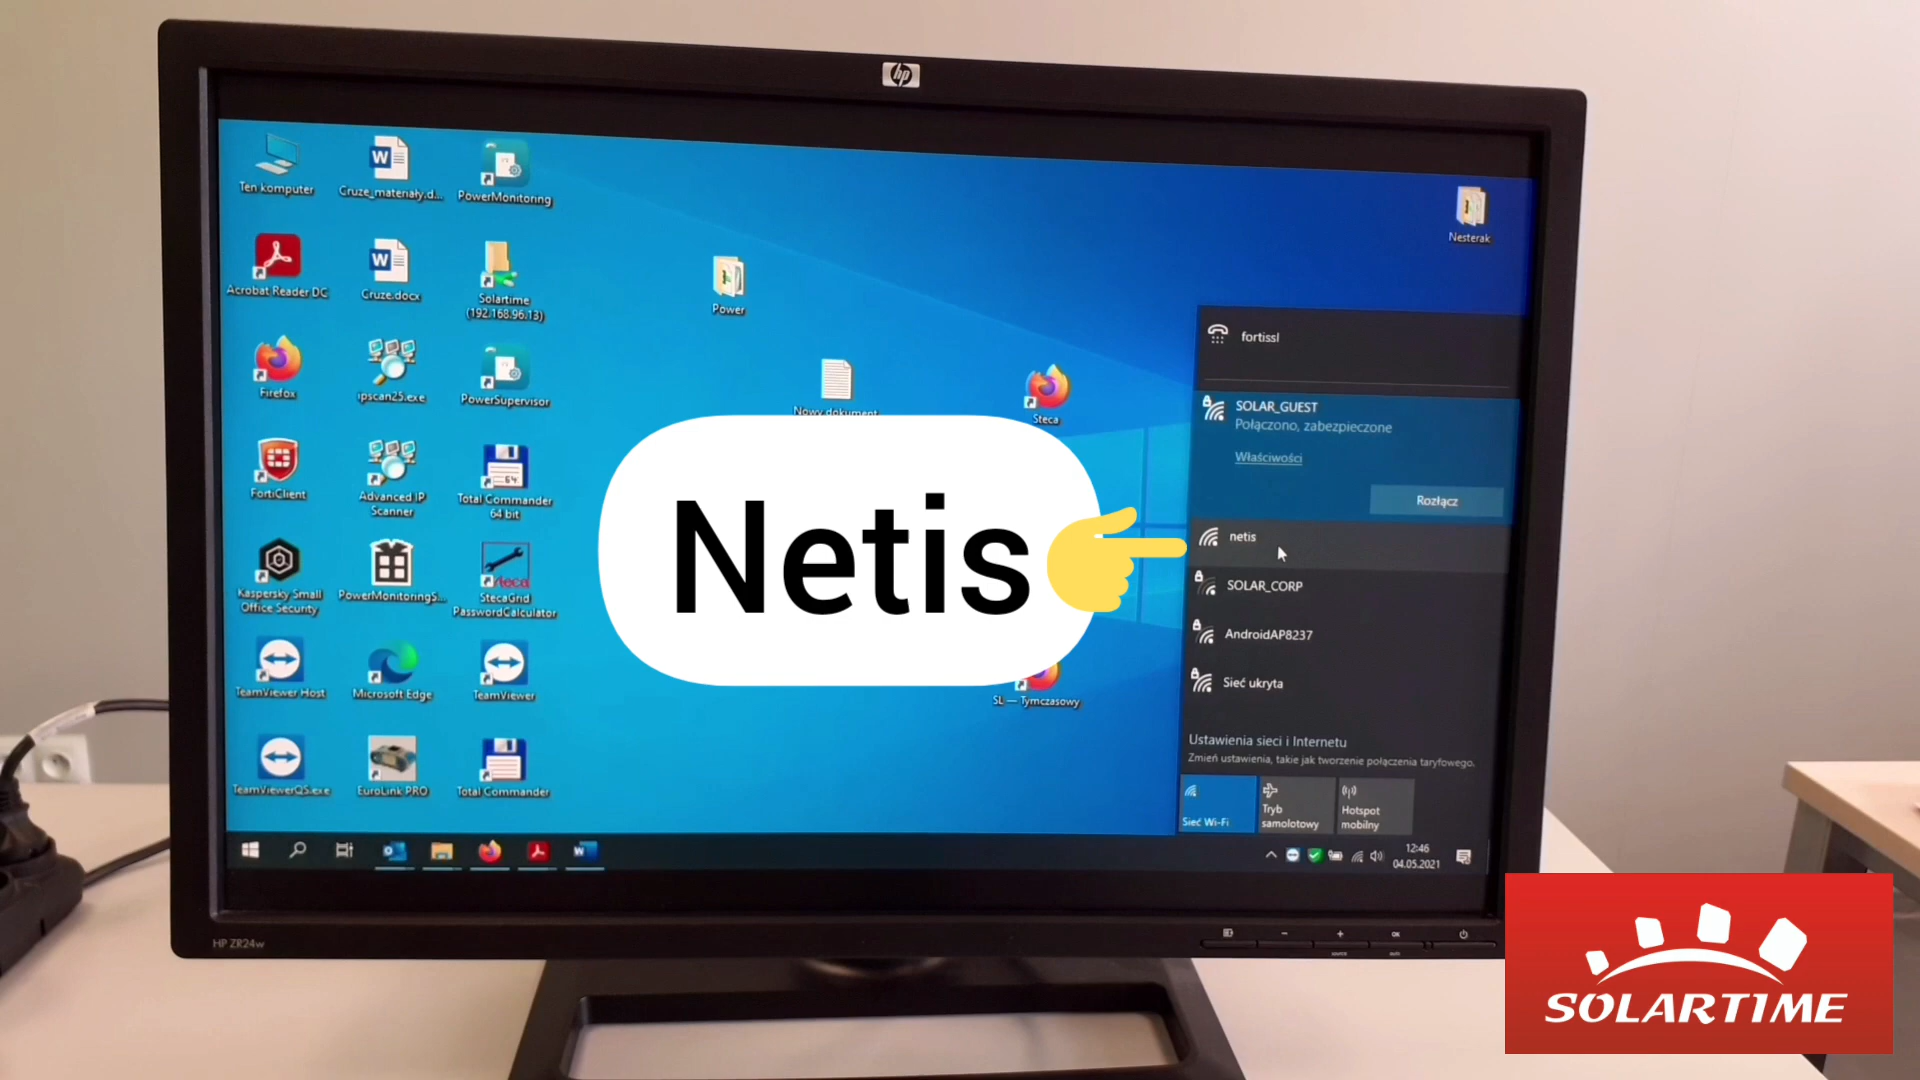 hp
Ten komputer
Cruze_materiały.d...
PowerMonitoring
Nesterak
Acrobat Reader DC
Cruze.docx
Solartime
(192.168.96.13)
Power
fortissl
Firefox
ipscan25.exe
PowerSupervisor
Nowy dokument
Steca
SOLAR_GUEST
Połączono, zabezpieczone
Właściwości
Rozłącz
FortiClient
Advanced IP
Scanner
64
Total Commander
64 bit
Netis
netis
Kaspersky Small
Office Security
PowerMonitoringS...
Steca
StecaGrid
PasswordCalculator
SOLAR_CORP
AndroidAP8237
Sieć ukryta
TeamViewer Host
Microsoft Edge
TeamViewer
SL — Tymczasowy
Ustawienia sieci i Internetu
Zmień ustawienia, takie jak tworzenie połączenia taryfowego.
TeamViewerQS.exe
EuroLink PRO
Total Commander
Sieć Wi-Fi
Tryb
samolotowy
Hotspot
mobilny
12:46
04.05.2021
HP ZR24w
SOLARTIME